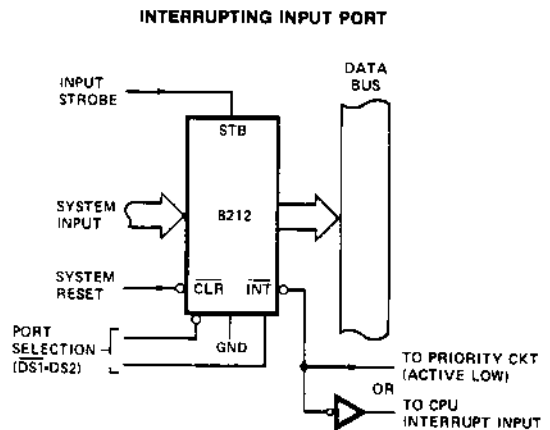 INTERRUPTING INPUT PORT
INPUT
STROBE
DATA
BUS
STB
SYSTEM
INPUT
8212
SYSTEM
RESET
CLR INT
PORT
SELECTION
(DS1-DS2)
GND
TO PRIORITY CKT
(ACTIVE LOW)
OR
TO CPU
INTERRUPT INPUT